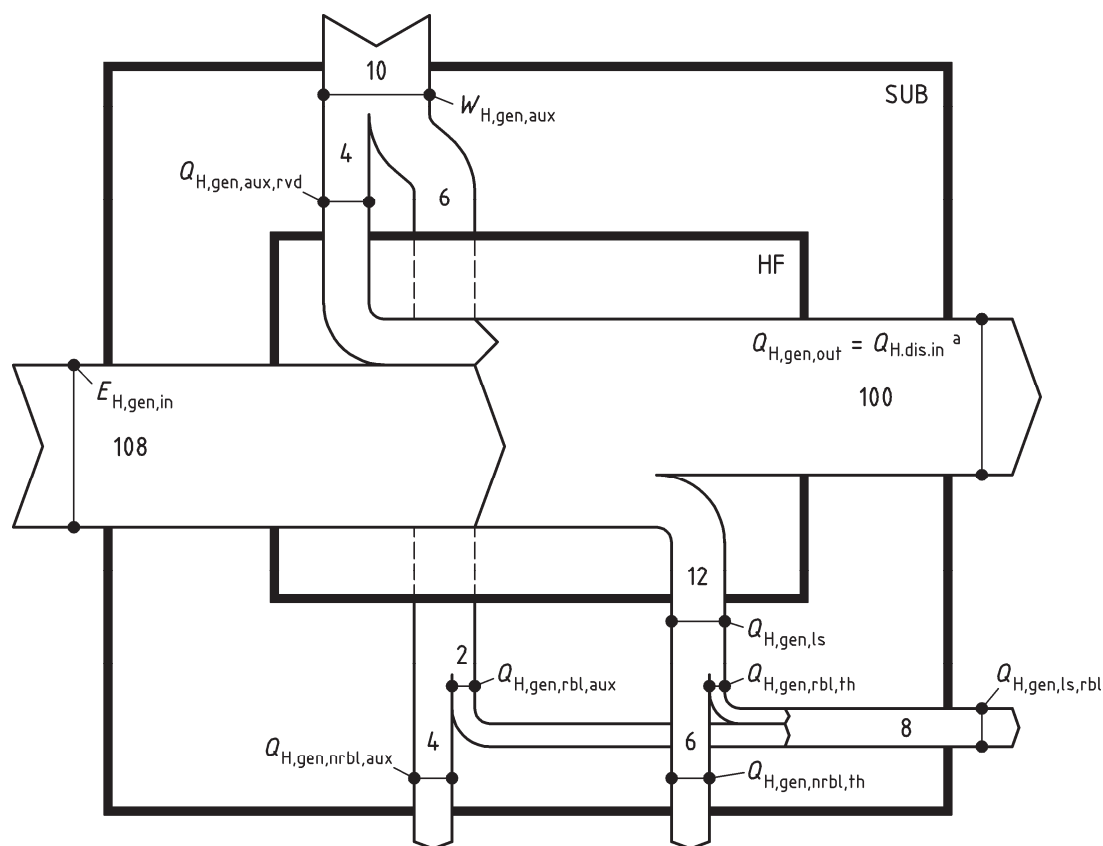 10
SUB
W H,gen,aux
4
Q H,gen,aux,rvd
6
HF
Q H,gen,out = Q H.dis.in a
E H,gen,in
100
108
12
Q H,gen,ls
2
Q H,gen,rbl,aux
Q H,gen,rbl,th
Q H,gen,ls,rbl
8
4
6
Q H,gen,nrbl,aux
Q H,gen,nrbl,th